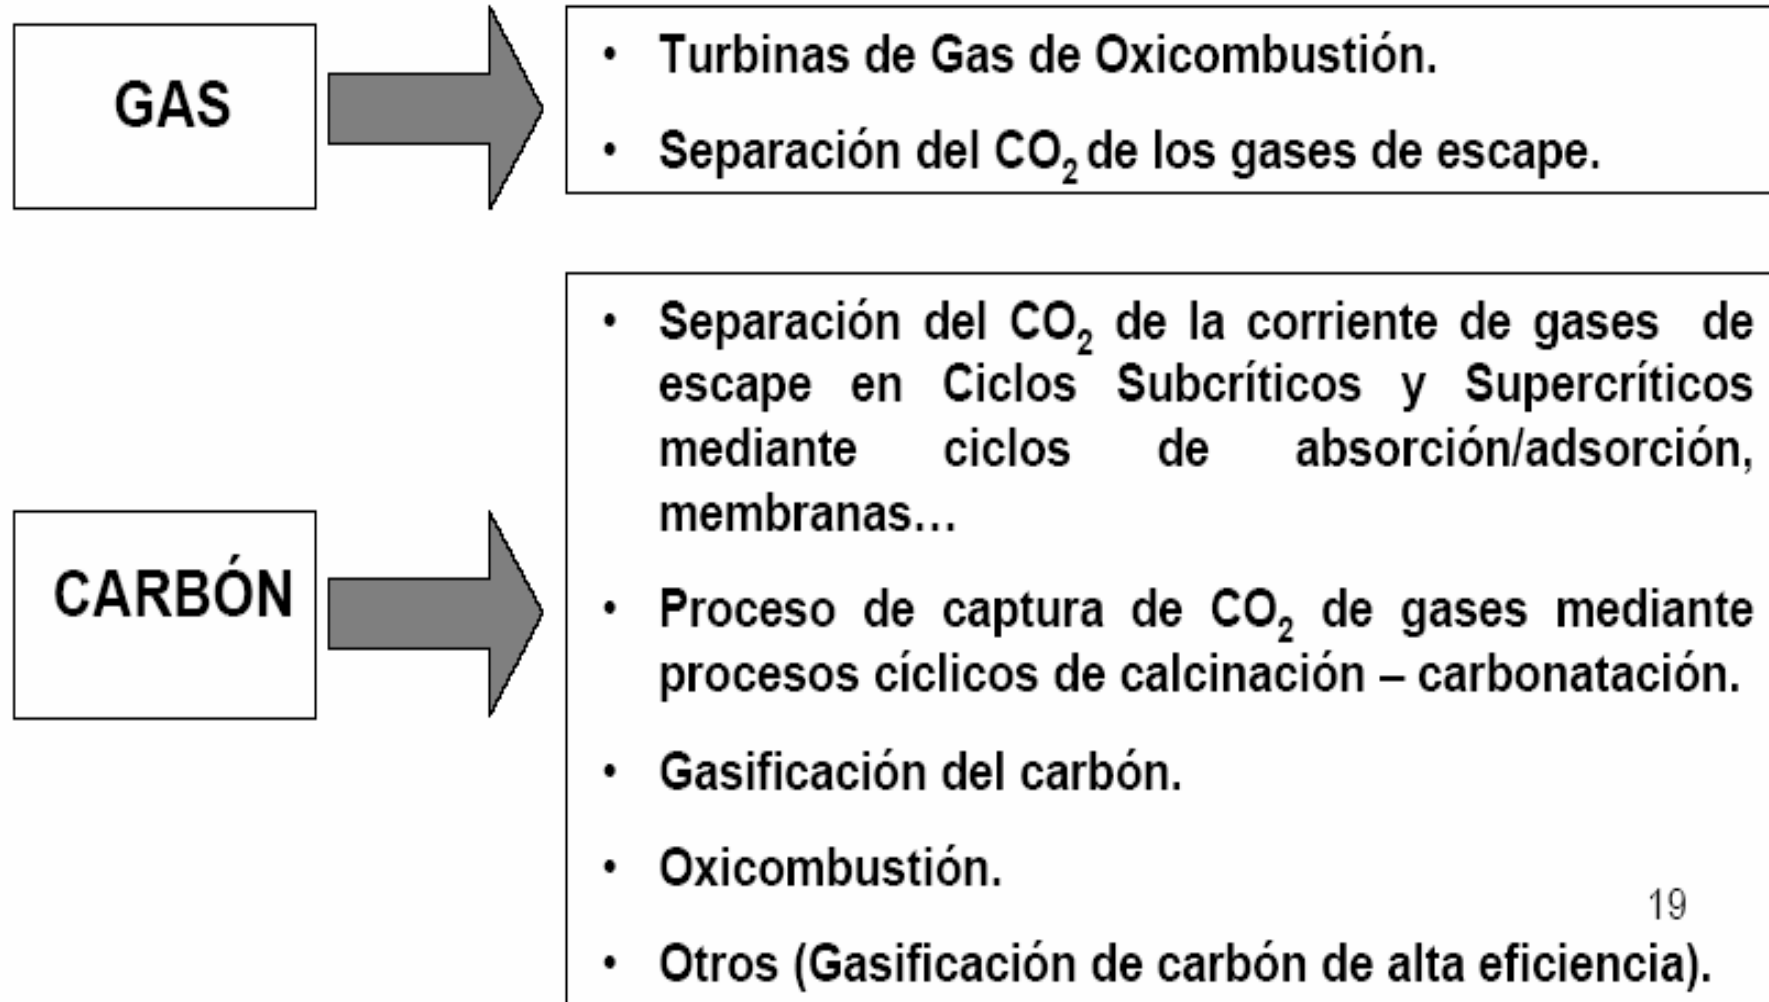 GAS
• Turbinas de Gas de Oxicombustión.
• Separación del CO₂ de los gases de escape.
CARBÓN
• Separación del CO₂ de la corriente de gases de
escape en Ciclos Subcríticos y Supercríticos
mediante ciclos de absorción/adsorción,
membranas...
• Proceso de captura de CO₂ de gases mediante
procesos cíclicos de calcinación – carbonatación.
• Gasificación del carbón.
• Oxicombustión.
19
• Otros (Gasificación de carbón de alta eficiencia).